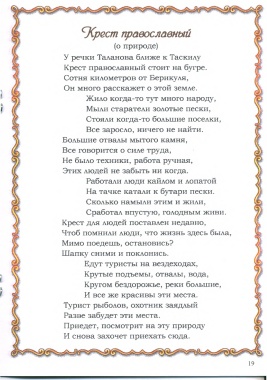 Крест православный
(о природе)
У речки Таланова ближе к Таскилу
Крест православный стоит на бугре.
Сотня километров от Берикуля,
Он много расскажет о этой земле.
Жило когда-то тут много народу,
Мыли старатели золотые пески,
Стояли когда-то большие поселки,
Все заросло, ничего не найти.
Большие отвалы мытого камня,
Все говорится о силе труда,
Не было техники, работа ручная,
Этих людей не забыть ни когда.
Работали люди кайлом и лопатой
На тачке катали к бутари пески.
Сколько намыли этим и жили,
Сработал впустую, голодным живи.
Крест для людей поставлен недавно,
Чтоб помнили люди, что жизнь здесь была,
Мимо поедешь, остановись?
Шапку сними и поклонись.
Едут туристы на вездеходах,
Крутые подъемы, отвалы, вода,
Кругом бездорожье, реки большие,
И все же красивы эти места.
Турист рыболов, охотник заядлый
Разве забудет эти места.
Приедет, посмотрит на эту природу
И снова захочет приехать сюда.
19